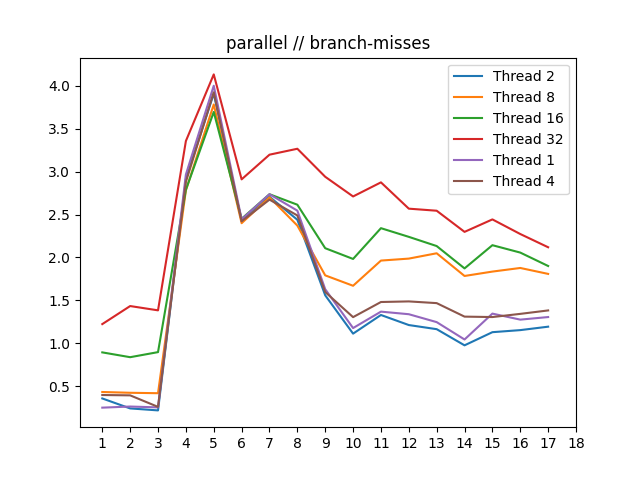 parallel // branch-misses
4.0
3.5
3.0
2.5
2.0
1.5
1.0
0.5
1 2 3 4 5 6 7 8 9 10 11 12 13 14 15 16 17 18
Thread 2
Thread 8
Thread 16
Thread 32
Thread 1
Thread 4